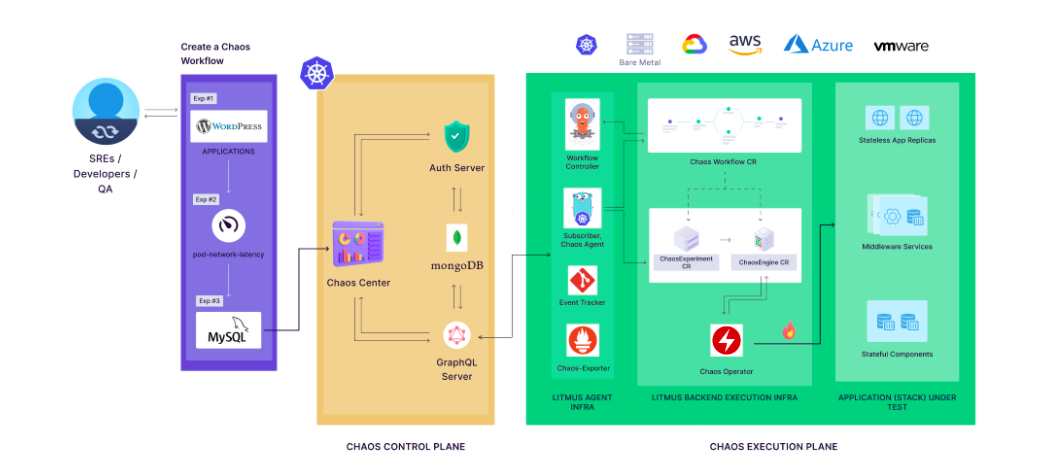 Create a Chaos
Workflow
Exp #1
WORDPRESS
APPLICATIONS
Exp #2
pod-network-latency
Exp #3
MySQL
SREs /
Developers /
QA
Auth Server
mongoDB
Chaos Center
GraphQL
Server
CHAOS CONTROL PLANE
Bare Metal
aws
Azure
vmware
Workflow
Controller
Subscriber,
Chaos Agent
Event Tracker
Chaos-Exporter
LITMUS AGENT
INFRA
Chaos Workflow CR
ChaosExperiment
CR
ChaosEngine CR
Chaos Operator
LITMUS BACKEND EXECUTION INFRA
Stateless App Replicas
Middleware Services
Stateful Components
APPLICATION (STACK) UNDER
TEST
CHAOS EXECUTION PLANE